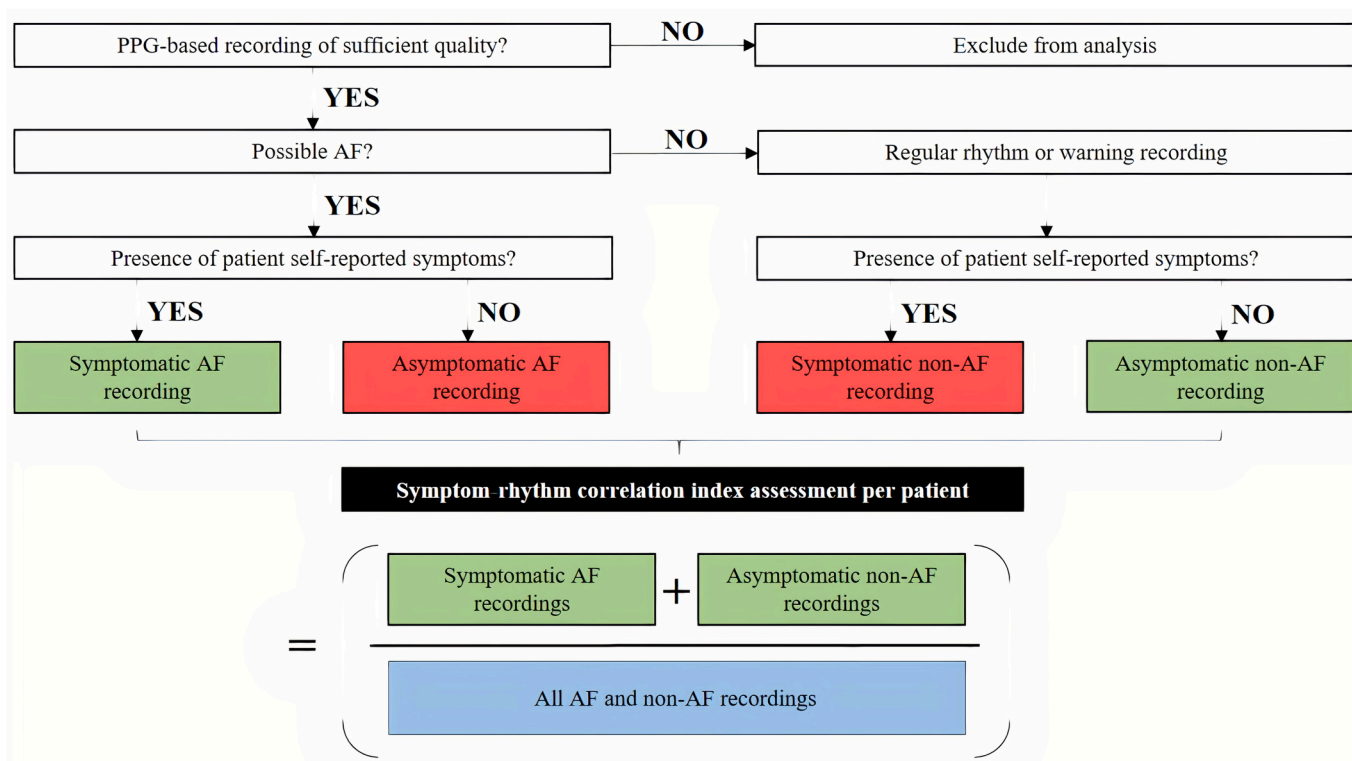 PPG-based recording of sufficient quality?
NO
Exclude from analysis
YES
Possible AF?
NO
Regular rhythm or warning recording
YES
Presence of patient self-reported symptoms?
Presence of patient self-reported symptoms?
YES
NO
YES
NO
Symptomatic AF
recording
Asymptomatic AF
recording
Symptomatic non-AF
recording
Asymptomatic non-AF
recording
Symptom-rhythm correlation index assessment per patient
Symptomatic AF
recordings
+
Asymptomatic non-AF
recordings
=
All AF and non-AF recordings